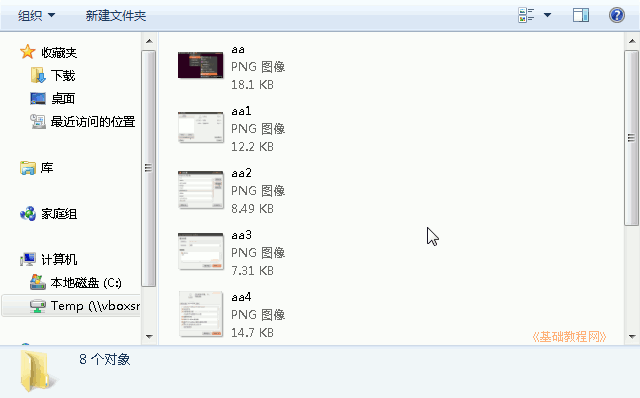 组织 新建文件夹
收藏夹
下载
桌面
最近访问的位置
库
家庭组
计算机
本地磁盘 (C:)
Temp (\\vboxsr
aa
PNG 图像
18.1 KB
aa1
PNG 图像
12.2 KB
aa2
PNG 图像
8.49 KB
aa3
PNG 图像
7.31 KB
aa4
PNG 图像
14.7 KB
《基础教程网》
8 个对象